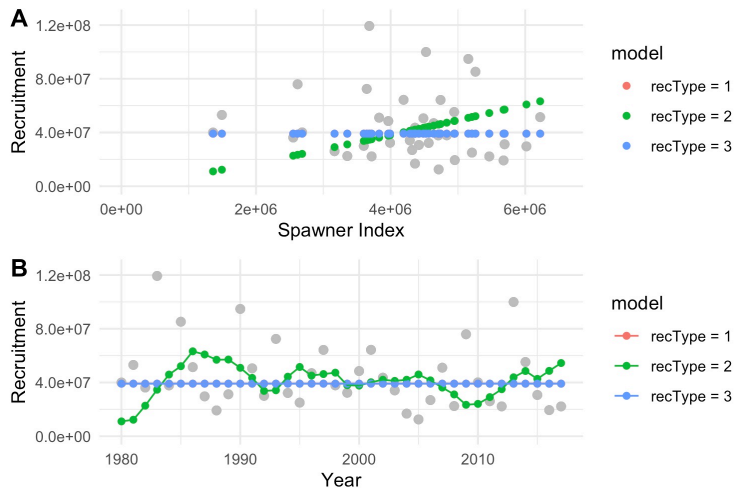 A
1.2e+08
8.0e+07
4.0e+07
0.0e+00
Recruitment
0e+00 2e+06 4e+06 6e+06
Spawner Index
model
recType = 1
recType = 2
recType = 3
B
1.2e+08
8.0e+07
4.0e+07
0.0e+00
Recruitment
1980 1990 2000 2010
Year
model
recType = 1
recType = 2
recType = 3